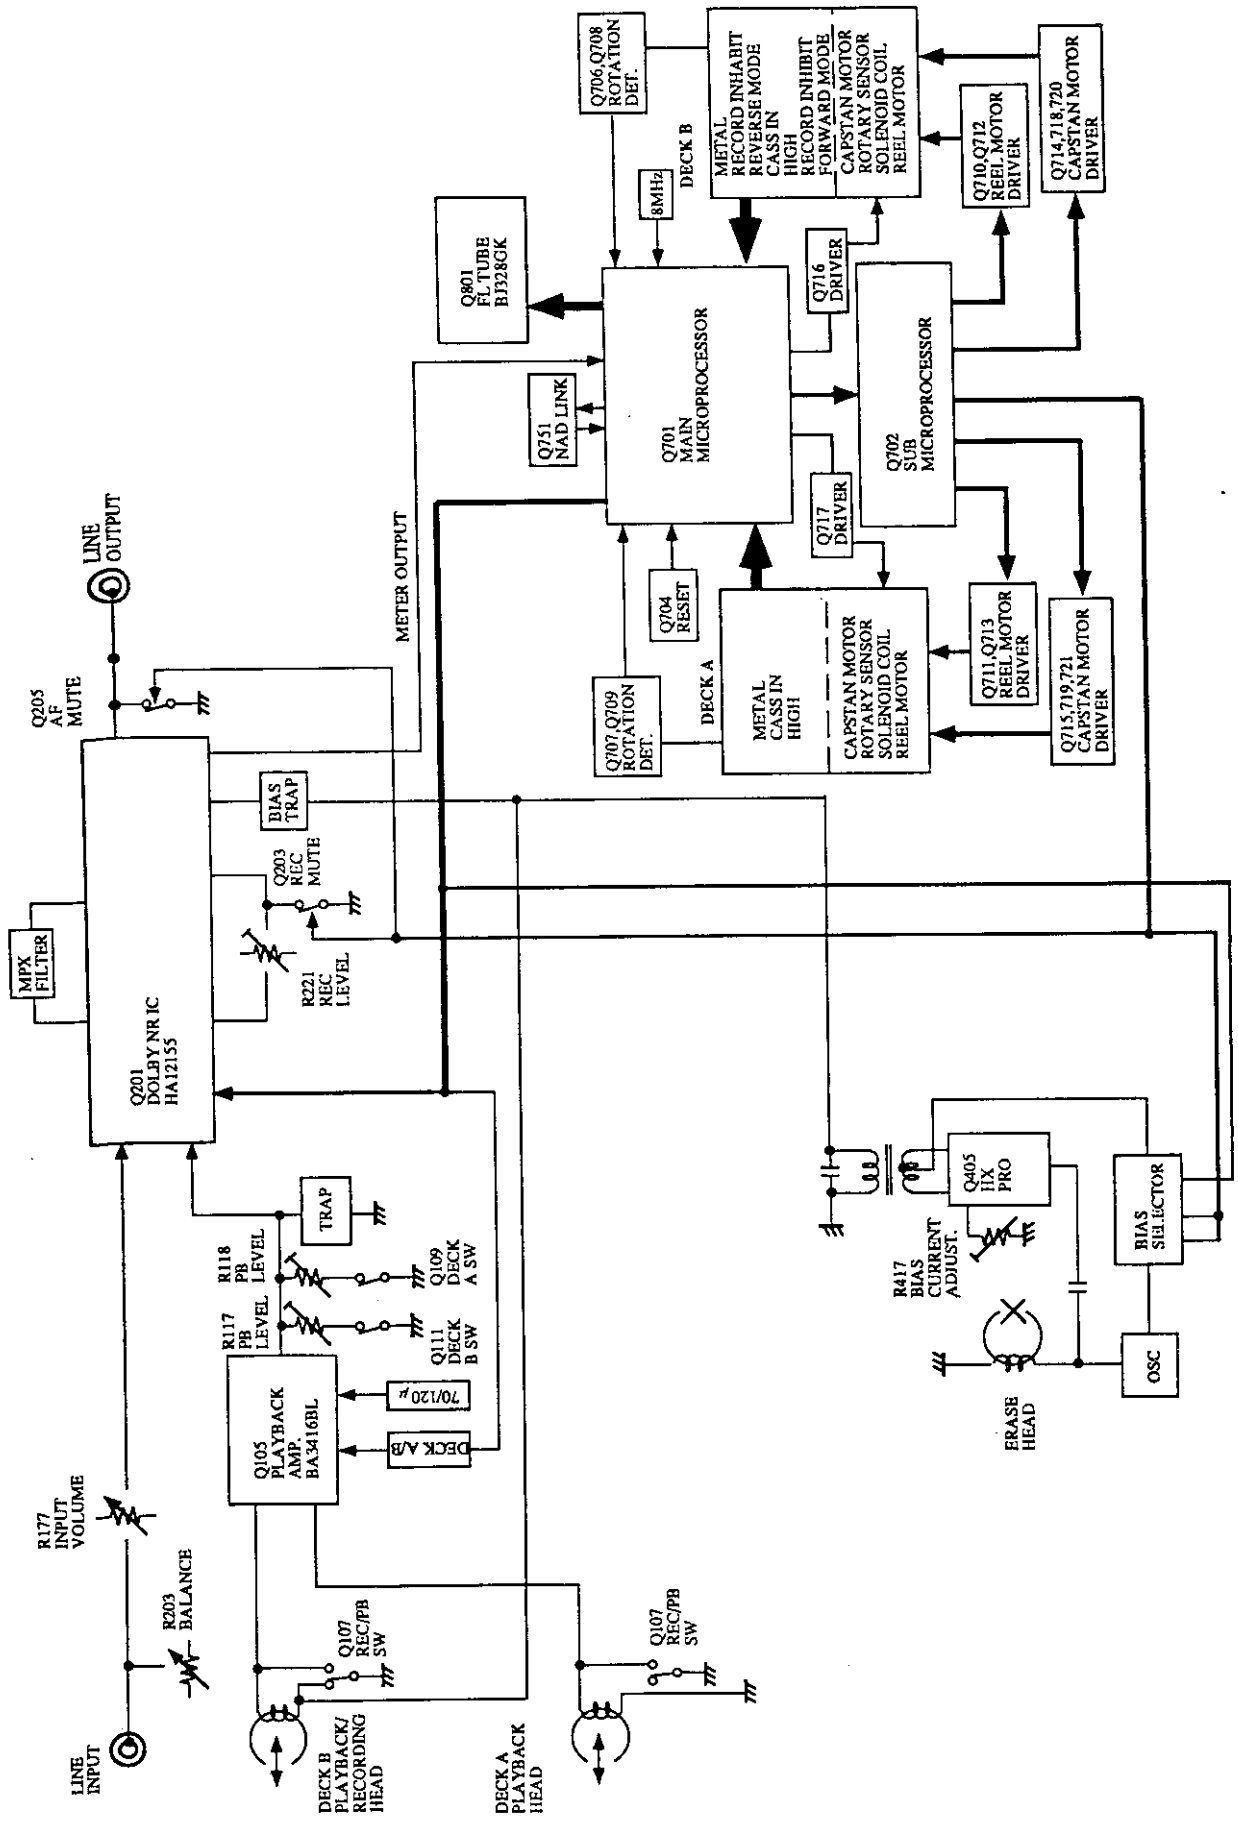 LINE
INPUT
R203
BALANCE
R177
INPUT
VOLUME
MPX
FILTER
Q201
DOLBY NR IC
HA12155
Q205
AF
MUTE
LINE
OUTPUT
DECK B
PLAYBACK/
RECORDING
HEAD
Q107
REC/PB
SW
Q105
PLAYBACK
AMP.
BA3416BL
DECK A/B
70/120 μ
R117
PB
LEVEL
R118
PB
LEVEL
Q111
DECK
B SW
Q109
DECK
A SW
TRAP
R221
REC
LEVEL
Q203
REC
MUTE
BIAS
TRAP
METER OUTPUT
DECK A
PLAYBACK
HEAD
Q107
REC/PB
SW
Q801
FL TUBE
BJ328GK
Q751
NAD LINK
Q706,Q708
ROTATION
DET.
8MHz
DECK B
Q707,Q709
ROTATION
DET.
Q704
RESET
DECK A
Q701
MAIN
MICROPROCESSOR
METAL
RECORD INHABIT
REVERSE MODE
CASS IN
HIGH
RECORD INHIBIT
FORWARD MODE
CAPSTAN MOTOR
ROTARY SENSOR
SOLENOID COIL
REEL MOTOR
METAL
CASS IN
HIGH
CAPSTAN MOTOR
ROTARY SENSOR
SOLENOID COIL
REEL MOTOR
Q717
DRIVER
Q716
DRIVER
Q702
SUB
MICROPROCESSOR
Q711,Q713
REEL MOTOR
DRIVER
Q710,Q712
REEL MOTOR
DRIVER
Q715,719,721
CAPSTAN MOTOR
DRIVER
Q714,718,720
CAPSTAN MOTOR
DRIVER
R417
BIAS
CURRENT
ADJUST.
Q405
HX
PRO
ERASE
HEAD
OSC
BIAS
SELECTOR